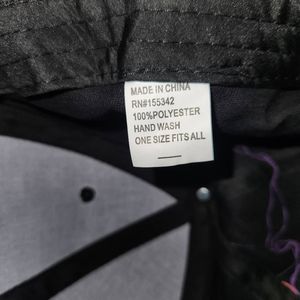 MADE IN CHINA
RN#155342
100%POLYESTER
HAND WASH
ONE SIZE FITS ALL